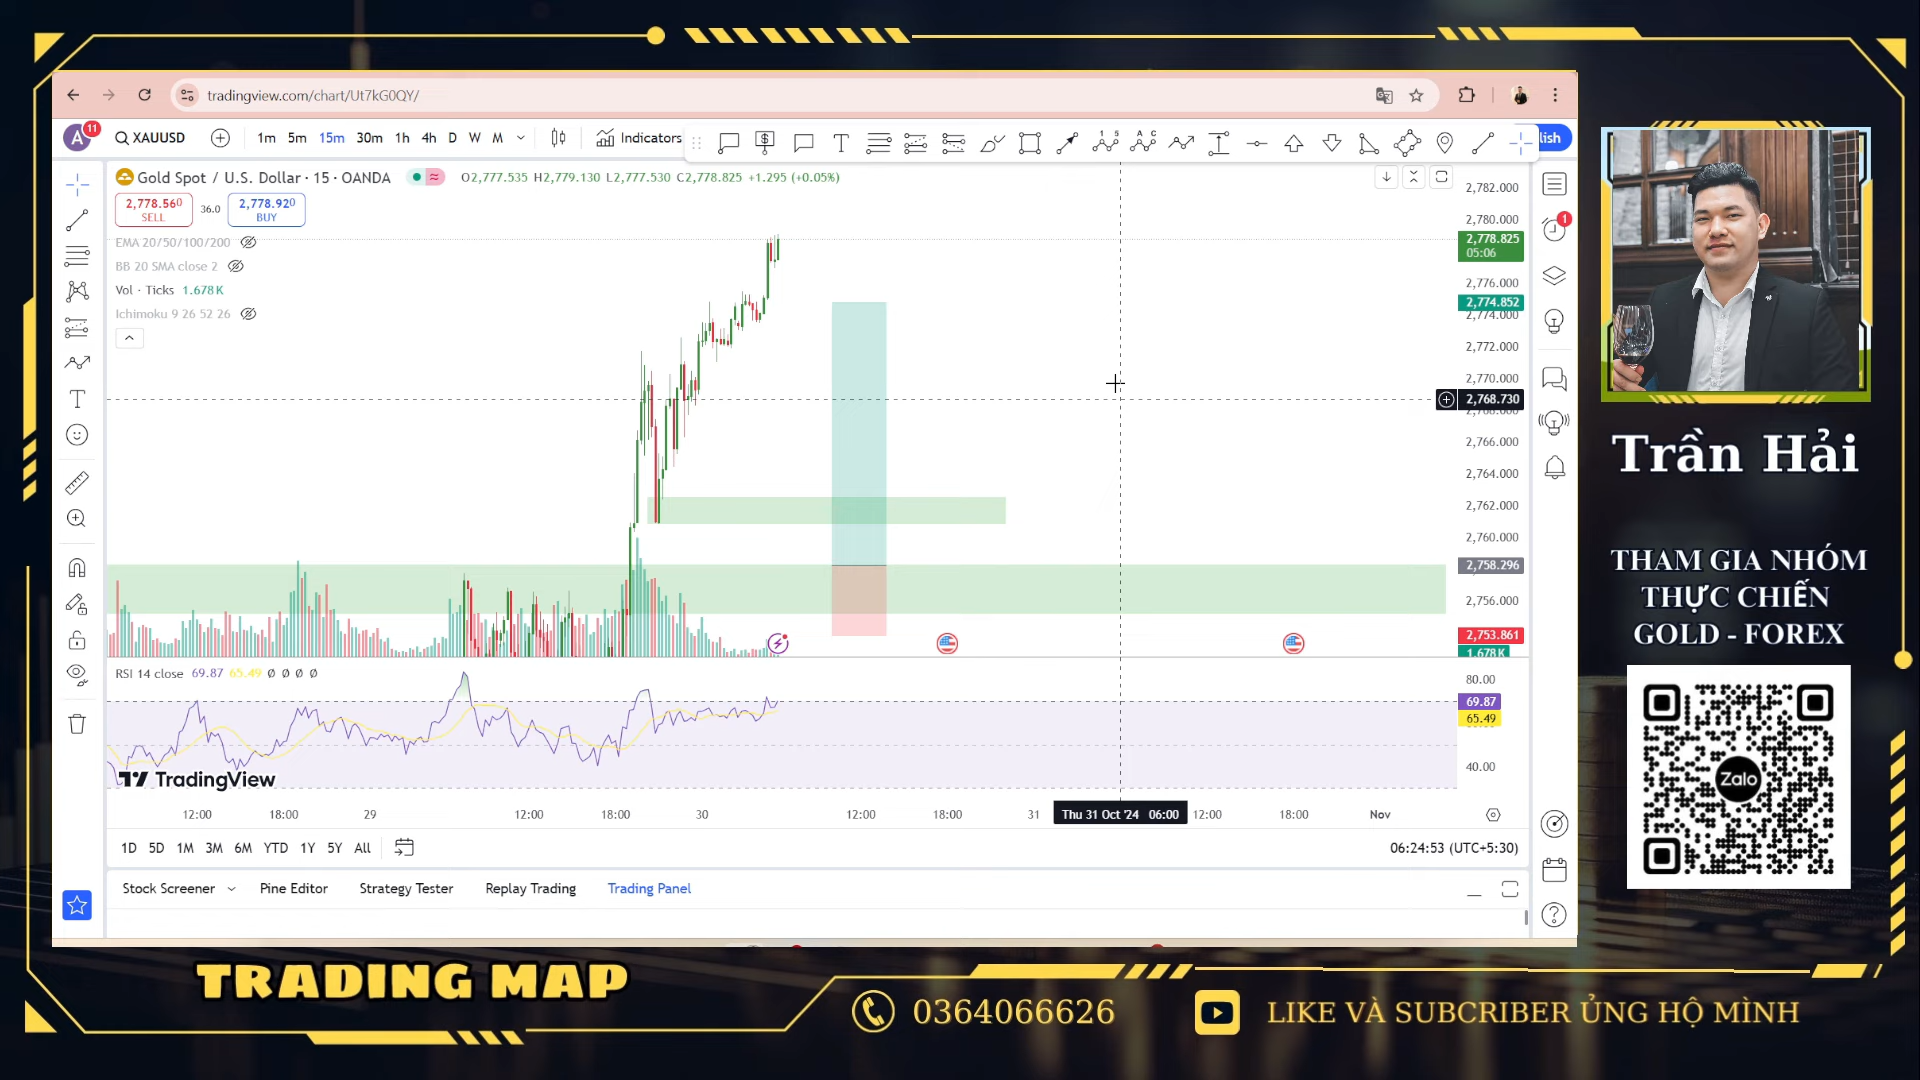 tradingview.com/chart/Ut7kG0QY/
A 11 XAUUSD 1m 5m 15m 30m 1h 4h D W M Indicators lish
Gold Spot / U.S. Dollar · 15 · OANDA O2,777.535 H2,779.130 L2,777.530 C2,778.825 +1.295 (+0.05%)
2,778.560 SELL 36.0 2,778.920 BUY
EMA 20/50/100/200
BB 20 SMA close 2
Vol · Ticks 1.678 K
Ichimoku 9 26 52 26
2,782.000
2,780.000
2,778.825
05:06
2,776.000
2,774.852
2,774.000
2,772.000
2,770.000
2,768.730
2,766.000
2,764.000
2,762.000
2,760.000
2,758.296
2,756.000
2,753.861
1.678 K
RSI 14 close 69.87 65.49 Ø Ø Ø Ø
80.00
69.87
65.49
40.00
TradingView
12:00 18:00 29 12:00 18:00 30 12:00 18:00 31 Thu 31 Oct '24 06:00 12:00 18:00 Nov
1D 5D 1M 3M 6M YTD 1Y 5Y All 06:24:53 (UTC+5:30)
Stock Screener Pine Editor Strategy Tester Replay Trading Trading Panel
1
Trần Hải
THAM GIA NHÓM
THỰC CHIẾN
GOLD - FOREX
Zalo
TRADING MAP
0364066626
LIKE VÀ SUBCRIBER ỦNG HỘ MÌNH